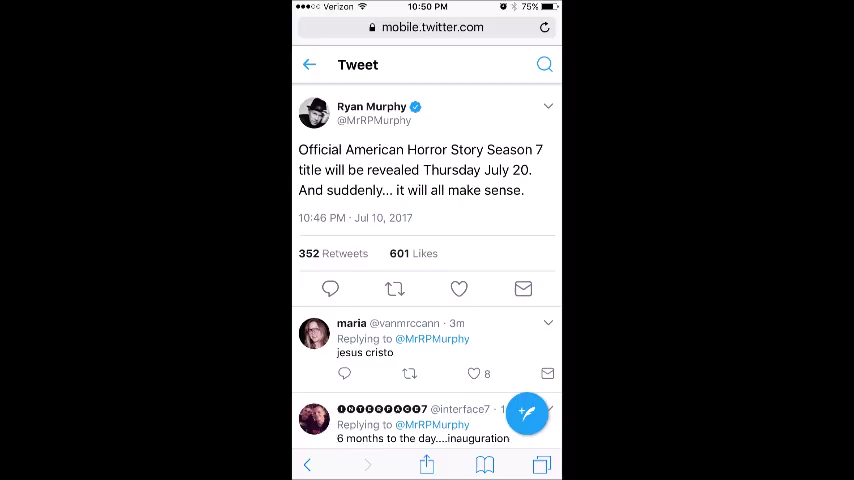 Verizon 10:50 PM 75%
mobile.twitter.com
Tweet
Ryan Murphy
@MrRPMurphy
Official American Horror Story Season 7
title will be revealed Thursday July 20.
And suddenly... it will all make sense.
10:46 PM · Jul 10, 2017
352 Retweets 601 Likes
maria @vanmrccann · 3m
Replying to @MrRPMurphy
jesus cristo
8
🅘🅝🅣🅔🅡🅕🅐🅒🅔7 @interface7 · 1
Replying to @MrRPMurphy
6 months to the day....inauguration